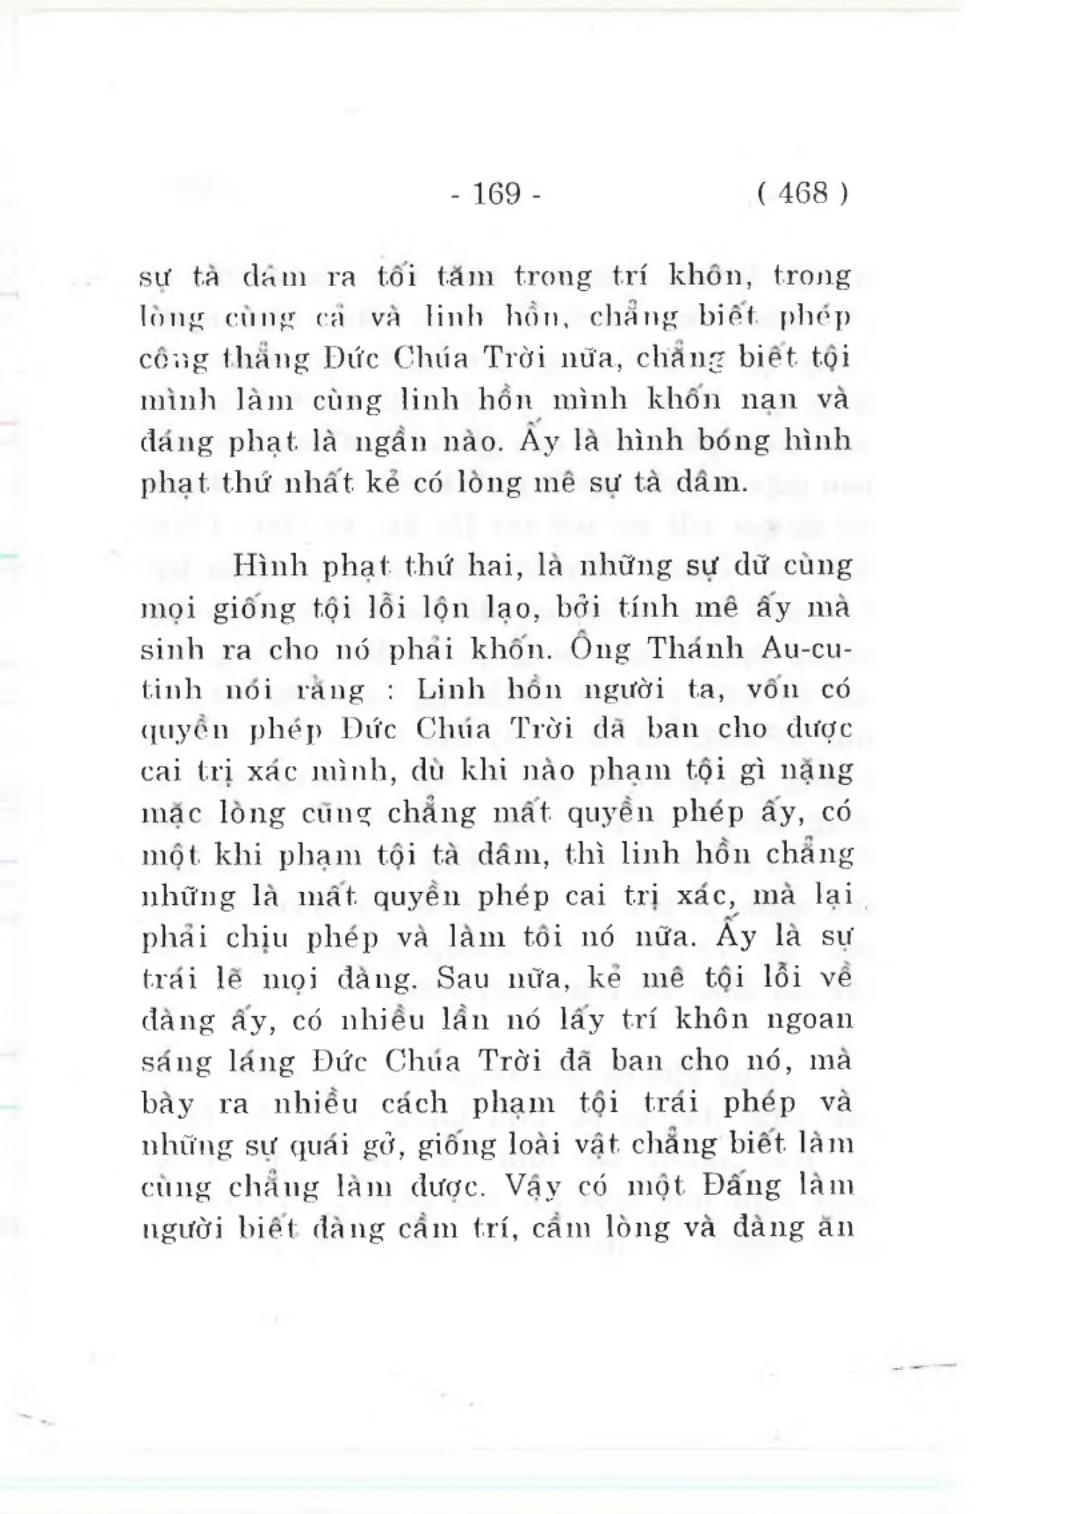 - 169 - ( 468 )
sự tà dâm ra tối tăm trong trí khôn, trong
lòng cùng cả và linh hồn, chẳng biết phép
công thẳng Đức Chúa Trời nữa, chẳng biết tội
mình làm cùng linh hồn mình khốn nạn và
đáng phạt là ngần nào. Ấy là hình bóng hình
phạt thứ nhất kẻ có lòng mê sự tà dâm.
Hình phạt thứ hai, là những sự dữ cùng
mọi giống tội lỗi lộn lạo, bởi tính mê ấy mà
sinh ra cho nó phải khốn. Ông Thánh Au-cu-
tinh nói rằng : Linh hồn người ta, vốn có
quyền phép Đức Chúa Trời đã ban cho được
cai trị xác mình, dù khi nào phạm tội gì nặng
mặc lòng cũng chẳng mất quyền phép ấy, có
một khi phạm tội tà dâm, thì linh hồn chẳng
những là mất quyền phép cai trị xác, mà lại
phải chịu phép và làm tôi nó nữa. Ấy là sự
trái lẽ mọi đàng. Sau nữa, kẻ mê tội lỗi về
đàng ấy, có nhiều lần nó lấy trí khôn ngoan
sáng láng Đức Chúa Trời đã ban cho nó, mà
bày ra nhiều cách phạm tội trái phép và
những sự quái gở, giống loài vật chẳng biết làm
cùng chẳng làm được. Vậy có một Đấng làm
người biết đàng cầm trí, cầm lòng và đàng ăn